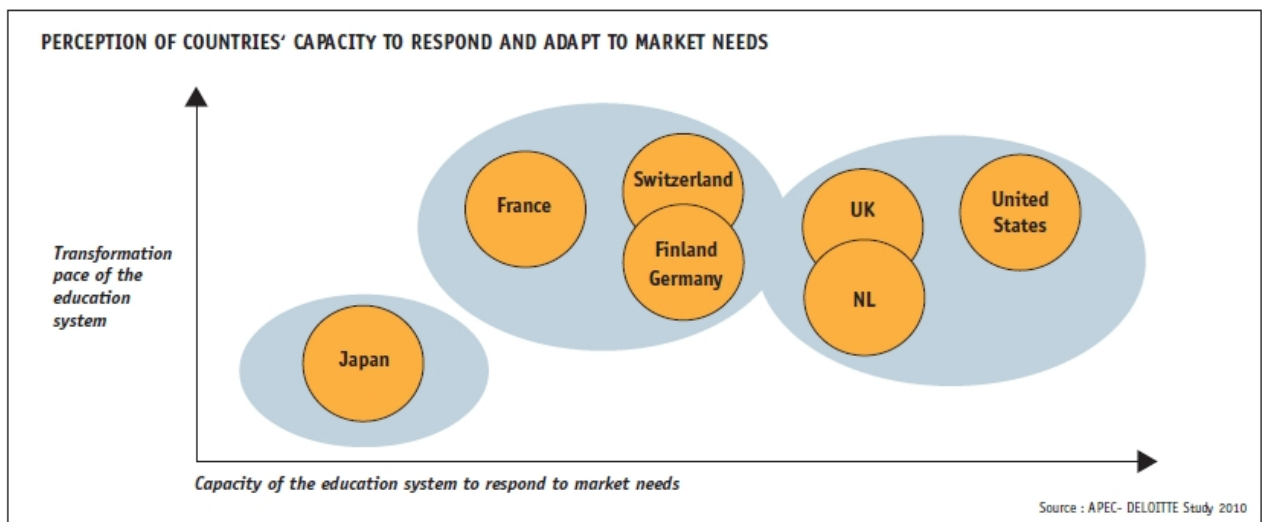 PERCEPTION OF COUNTRIES' CAPACITY TO RESPOND AND ADAPT TO MARKET NEEDS
Transformation
pace of the
education
system
France
Switzerland
Finland
Germany
UK
NL
United
States
Japan
Capacity of the education system to respond to market needs
Source : APEC- DELOITTE Study 2010